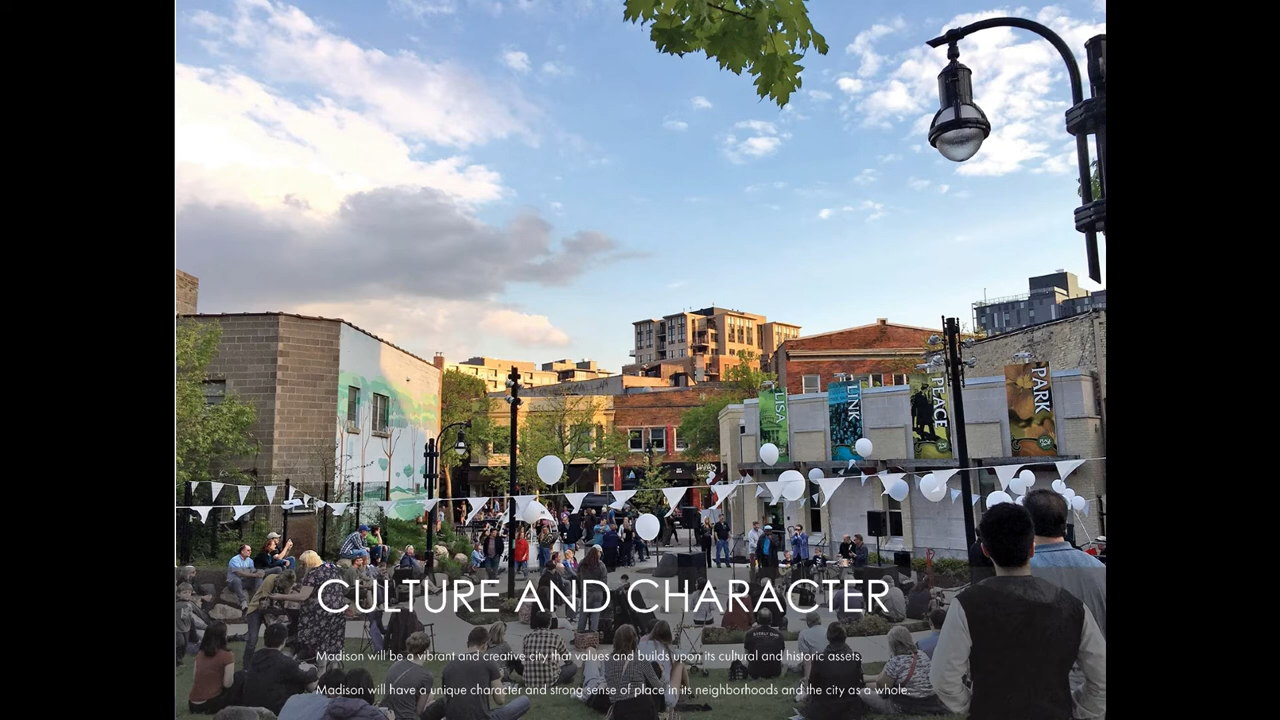 LISA
LINK
PEACE
PARK
CULTURE AND CHARACTER
Madison will be a vibrant and creative city that values and builds upon its cultural and historic assets.
Madison will have a unique character and strong sense of place in its neighborhoods and the city as a whole.